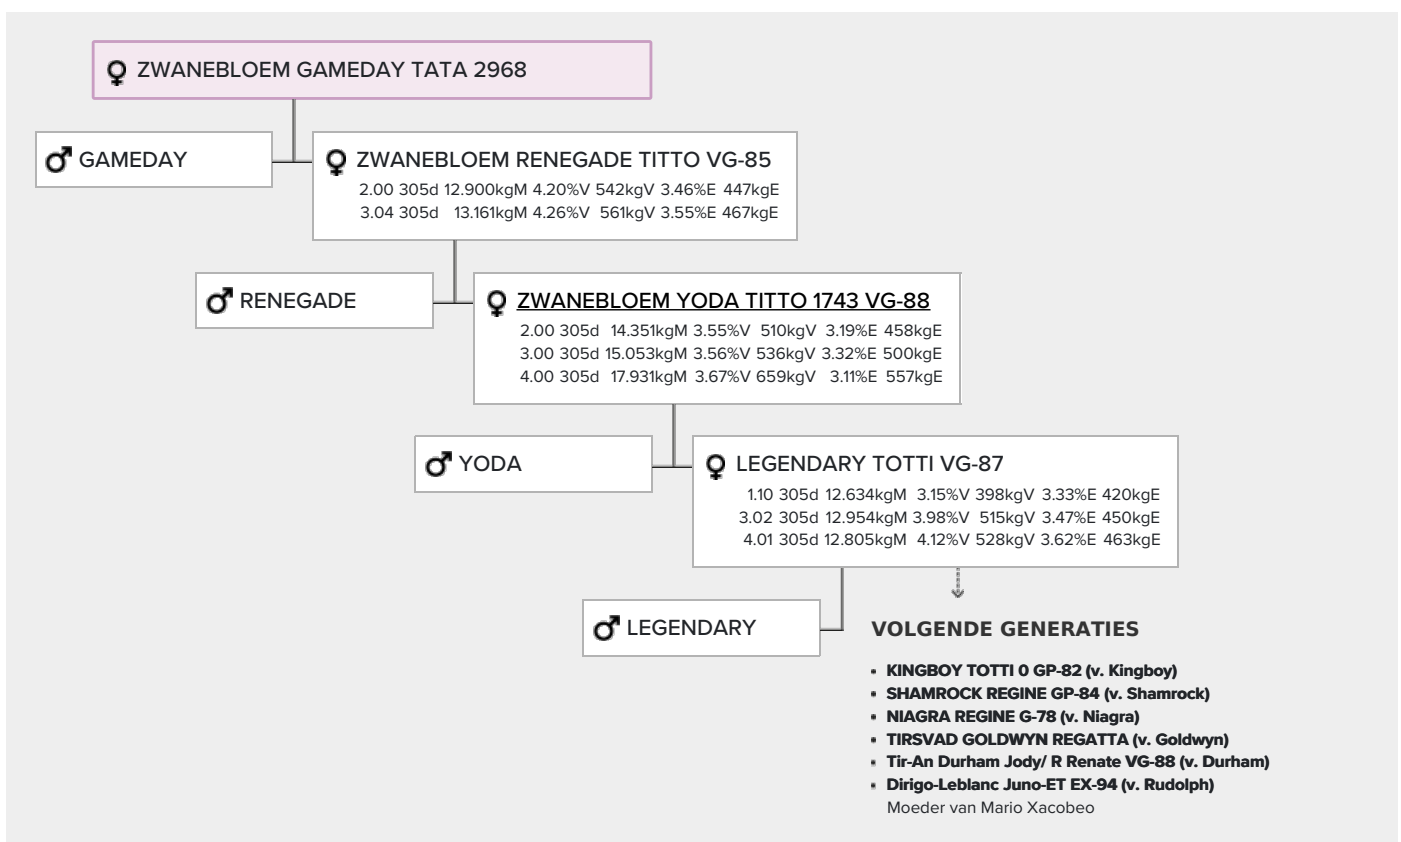 ZWANEBLOEM GAMEDAY TATA 2968
GAMEDAY
ZWANEBLOEM RENEGADE TITTO VG-85
2.00 305d 12.900kgM 4.20%V 542kgV 3.46%E 447kgE
3.04 305d 13.161kgM 4.26%V 561kgV 3.55%E 467kgE
RENEGADE
ZWANEBLOEM YODA TITTO 1743 VG-88
2.00 305d 14.351kgM 3.55%V 510kgV 3.19%E 458kgE
3.00 305d 15.053kgM 3.56%V 536kgV 3.32%E 500kgE
4.00 305d 17.931kgM 3.67%V 659kgV 3.11%E 557kgE
YODA
LEGENDARY TOTTI VG-87
1.10 305d 12.634kgM 3.15%V 398kgV 3.33%E 420kgE
3.02 305d 12.954kgM 3.98%V 515kgV 3.47%E 450kgE
4.01 305d 12.805kgM 4.12%V 528kgV 3.62%E 463kgE
LEGENDARY
VOLGENDE GENERATIES
• KINGBOY TOTTI 0 GP-82 (v. Kingboy)
• SHAMROCK REGINE GP-84 (v. Shamrock)
• NIAGRA REGINE G-78 (v. Niagra)
• TIRSVAD GOLDWYN REGATTA (v. Goldwyn)
• Tir-An Durham Jody/ R Renate VG-88 (v. Durham)
• Dirigo-Leblanc Juno-ET EX-94 (v. Rudolph)
Moeder van Mario Xacobeo